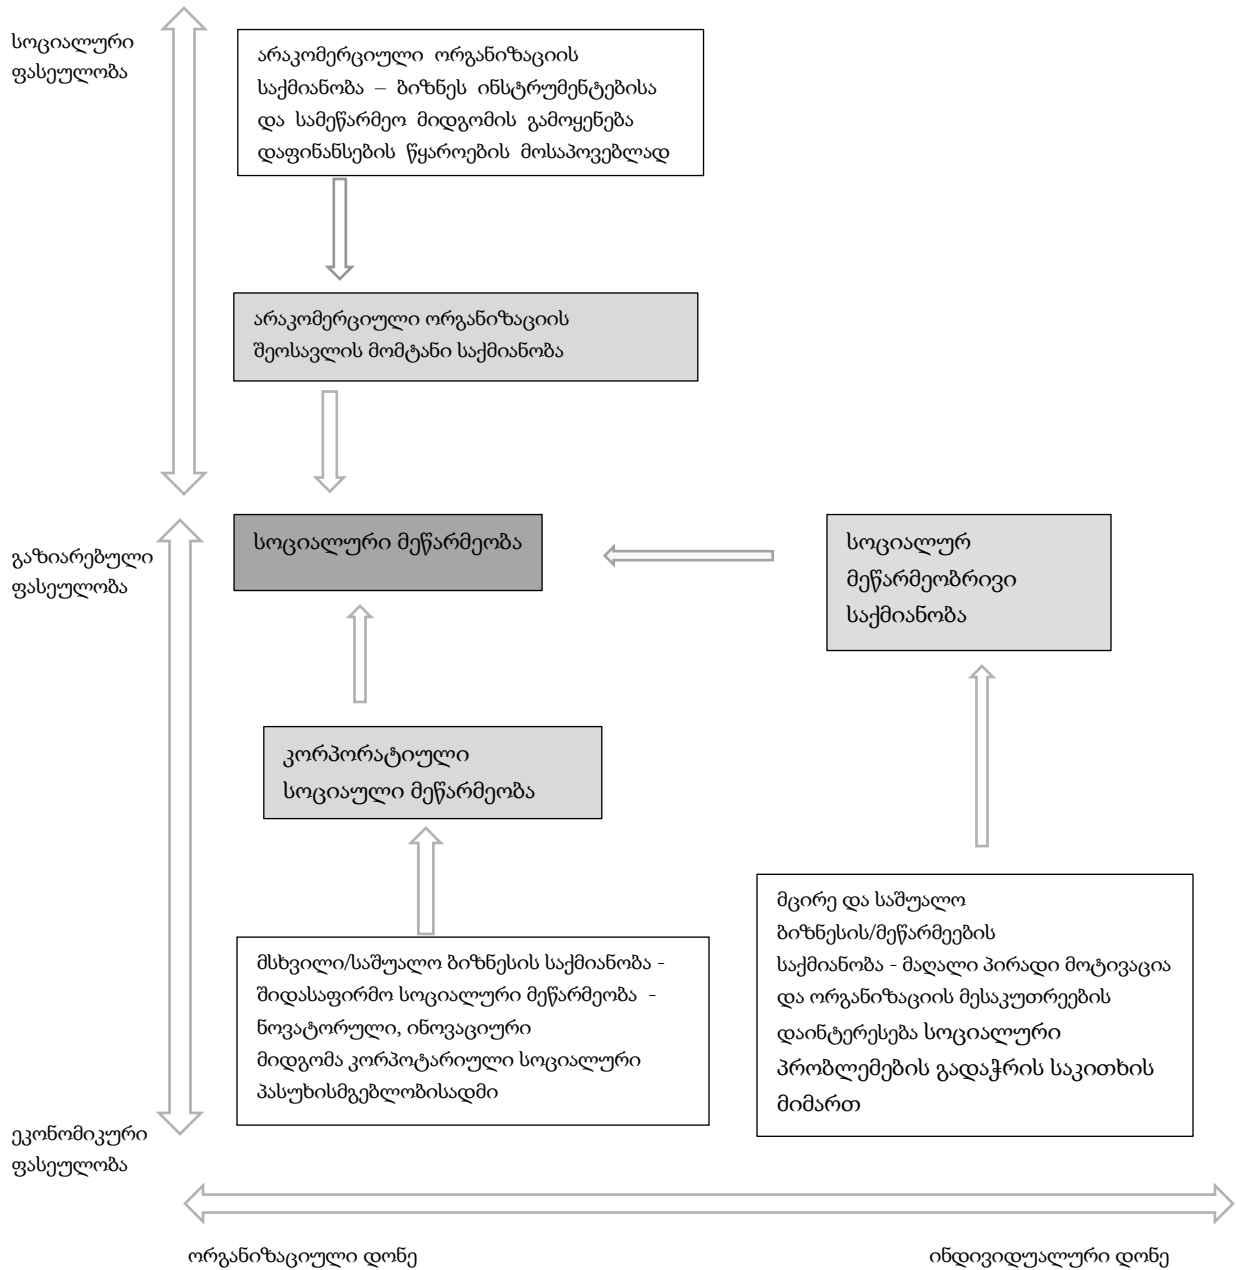 სოციალური
ფასეულობა
არაკომერციული ორგანიზაციის
საქმიანობა – ბიზნეს ინსტრუმენტებისა
და სამეწარმეო მიდგომის გამოყენება
დაფინანსების წყაროების მოსაპოვებლად
არაკომერციული ორგანიზაციის
შეოსავლის მომტანი საქმიანობა
გაზიარებული
ფასეულობა
სოციალური მეწარმეობა
სოციალურ
მეწარმეობრივი
საქმიანობა
კორპორატიული
სოციაული მეწარმეობა
მსხვილი/საშუალო ბიზნესის საქმიანობა -
შიდასაფირმო სოციალური მეწარმეობა -
ნოვატორული, ინოვაციური
მიდგომა კორპოტარიული სოციალური
პასუხისმგებლობისადმი
მცირე და საშუალო
ბიზნესის/მეწარმეების
საქმიანობა - მაღალი პირადი მოტივაცია
და ორგანიზაციის მესაკუთრეების
დაინტერესება სოციალური
პრობლემების გადაჭრის საკითხის
მიმართ
ეკონომიკური
ფასეულობა
ორგანიზაციული დონე
ინდივიდუალური დონე